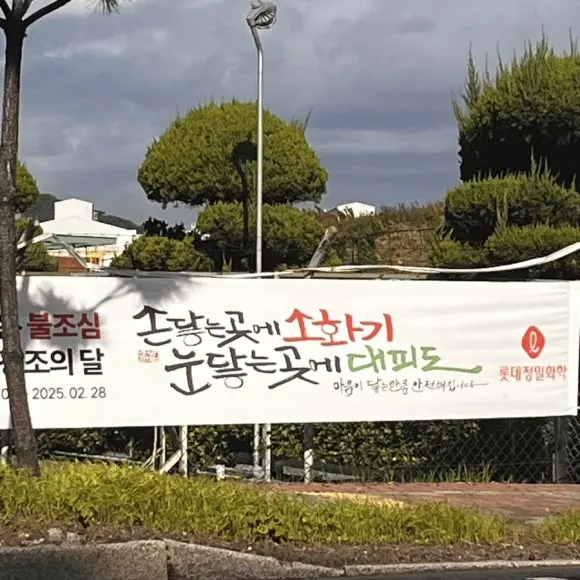 불조심
조의 달
2025. 02. 28
손 닿는 곳에 소화기
눈 닿는 곳에 대피도
마음이 닿는 만큼 안전해집니다
롯데정밀화학